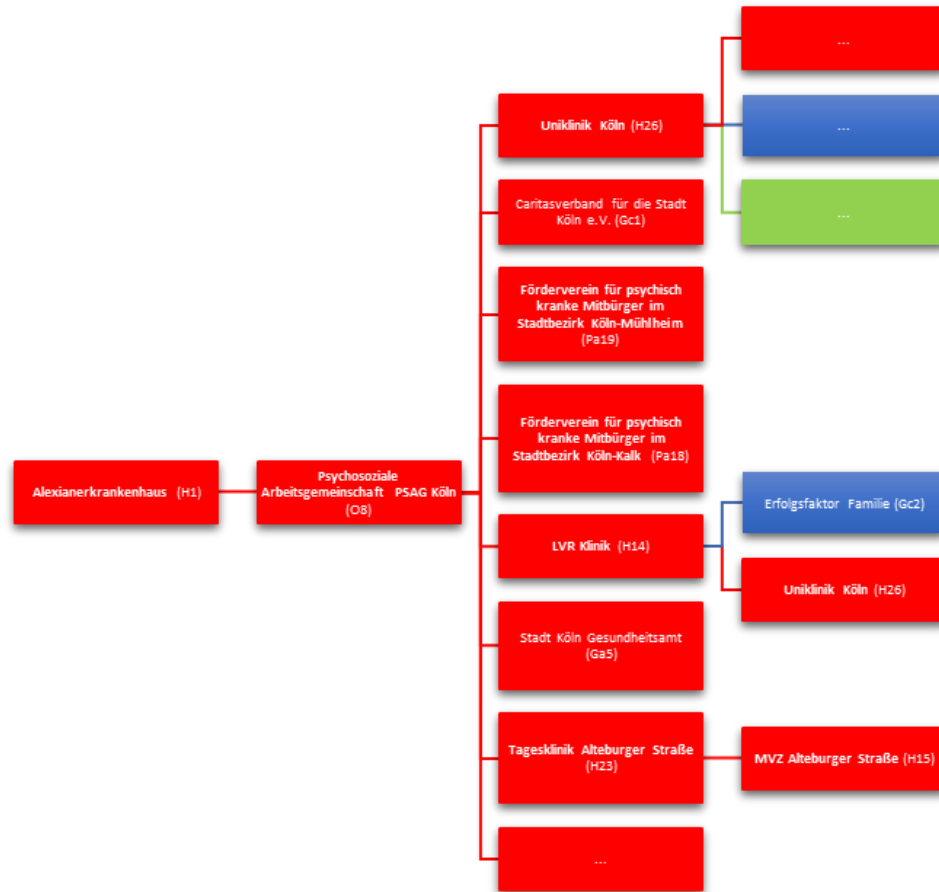 ...
Uniklinik Köln (H26)
...
Caritasverband für die Stadt
Köln e.V. (Gc1)
...
Förderverein für psychisch
kranke Mitbürger im
Stadtbezirk Köln-Mühlheim
(Pa19)
Förderverein für psychisch
kranke Mitbürger im
Stadtbezirk Köln-Kalk (Pa18)
Alexianerkrankenhaus (H1)
Psychosoziale
Arbeitsgemeinschaft PSAG Köln
(O8)
Erfolgsfaktor Familie (Gc2)
LVR Klinik (H14)
Uniklinik Köln (H26)
Stadt Köln Gesundheitsamt
(Ga5)
Tagesklinik Alteburger Straße
(H23)
MVZ Alteburger Straße (H15)
...